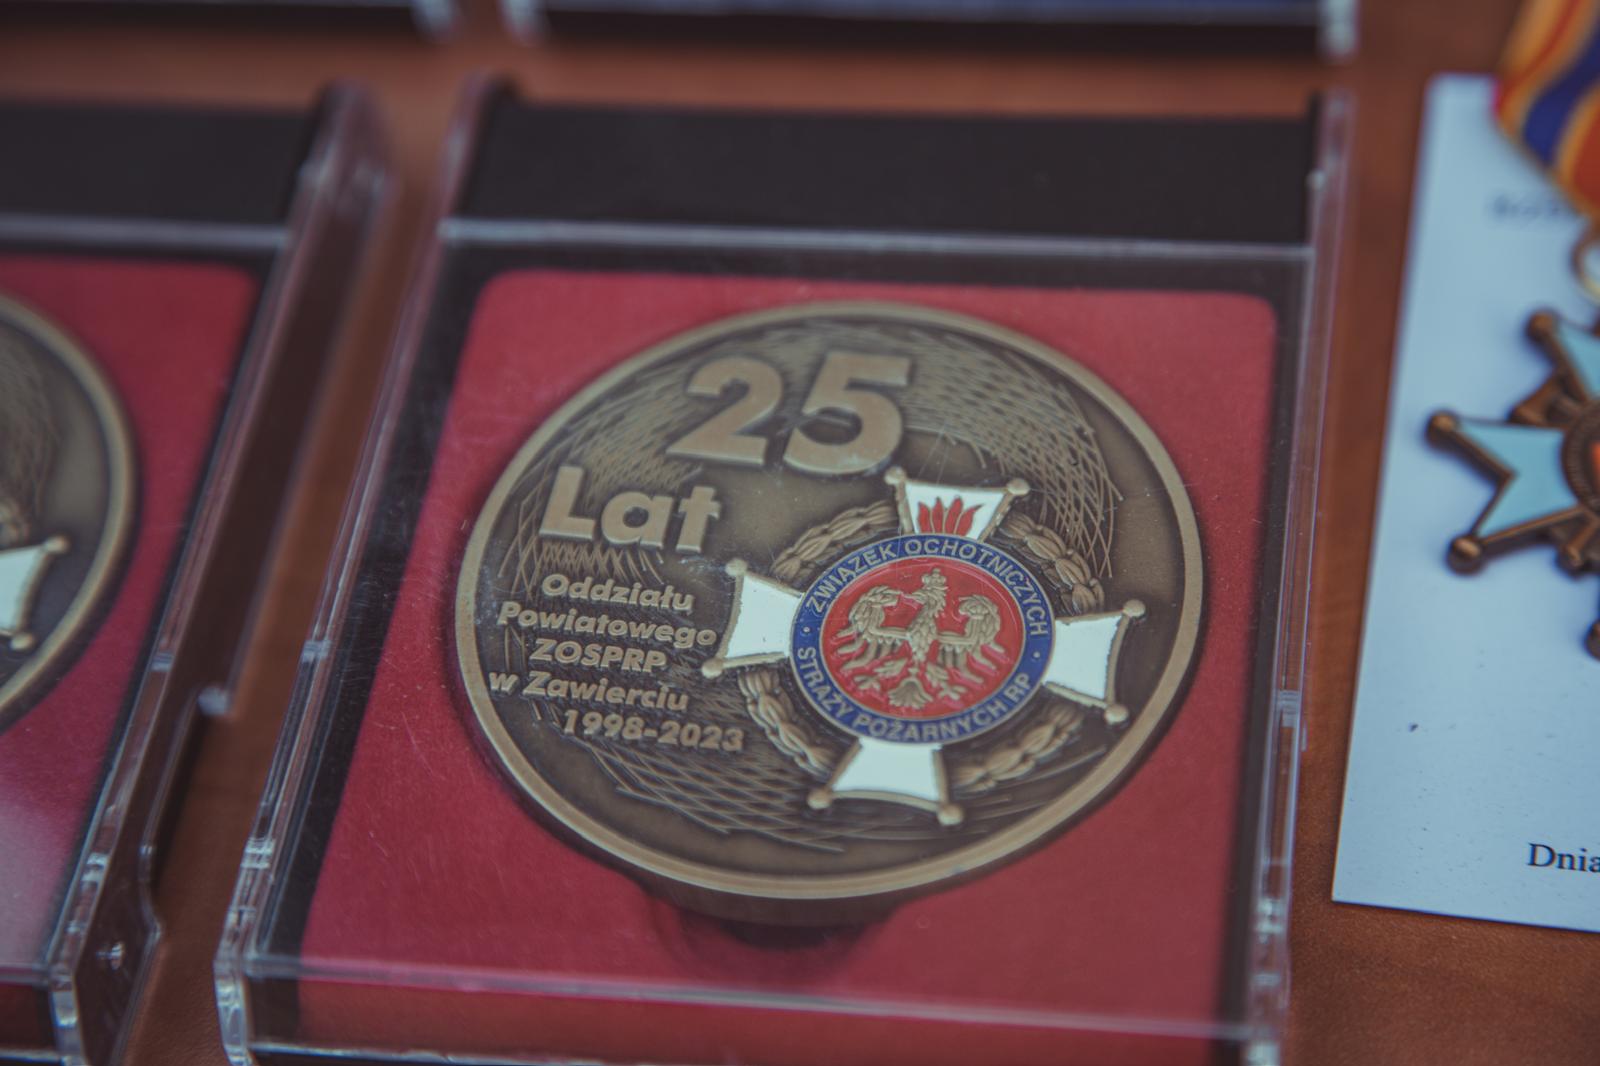 25
Lat
Oddziału
Powiatowego
ZOSPRP
w Zawierciu
1998-2023
ZWIĄZEK OCHOTNICZYCH
STRAŻY POŻARNYCH RP
Dnia